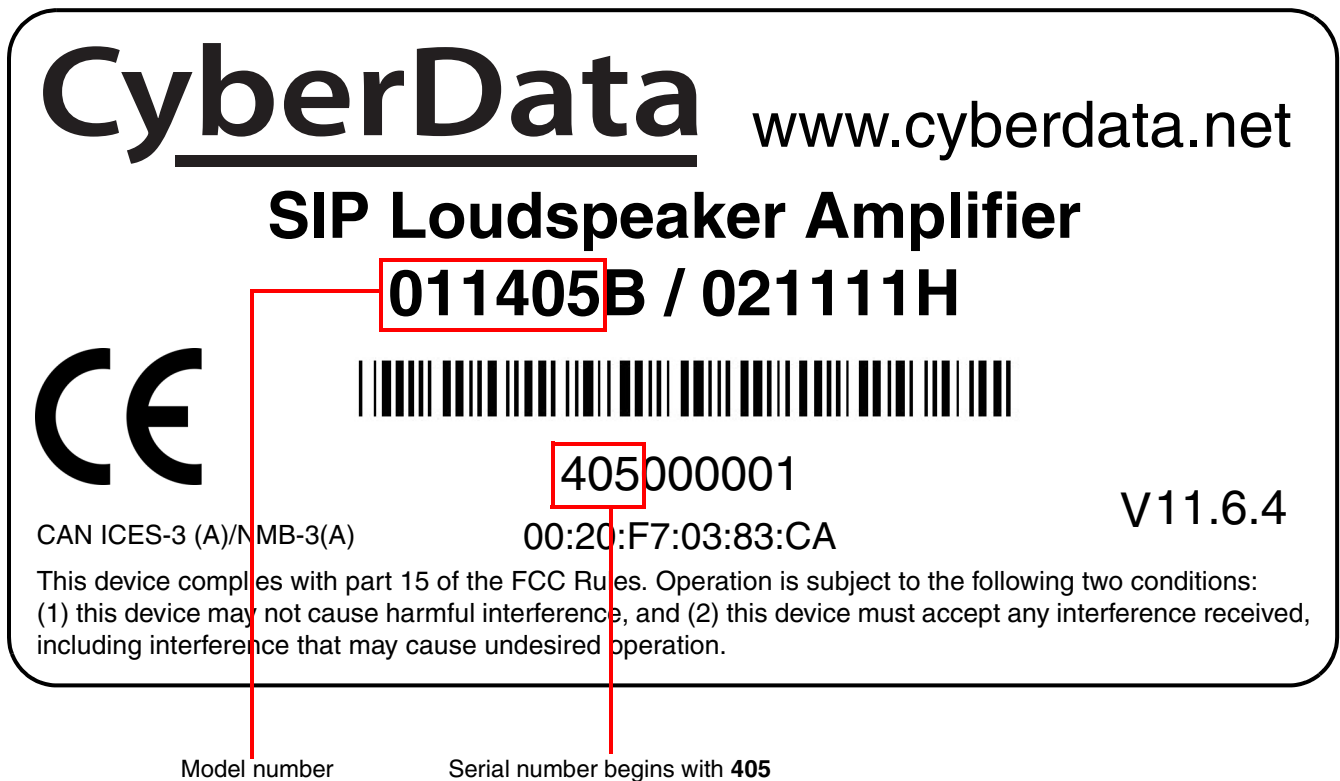 CyberData www.cyberdata.net
SIP Loudspeaker Amplifier
011405B / 021111H
CE
405000001
V11.6.4
CAN ICES-3 (A)/NMB-3(A) 00:20:F7:03:83:CA
This device complies with part 15 of the FCC Rules. Operation is subject to the following two conditions:
(1) this device may not cause harmful interference, and (2) this device must accept any interference received,
including interference that may cause undesired operation.
Model number Serial number begins with 405